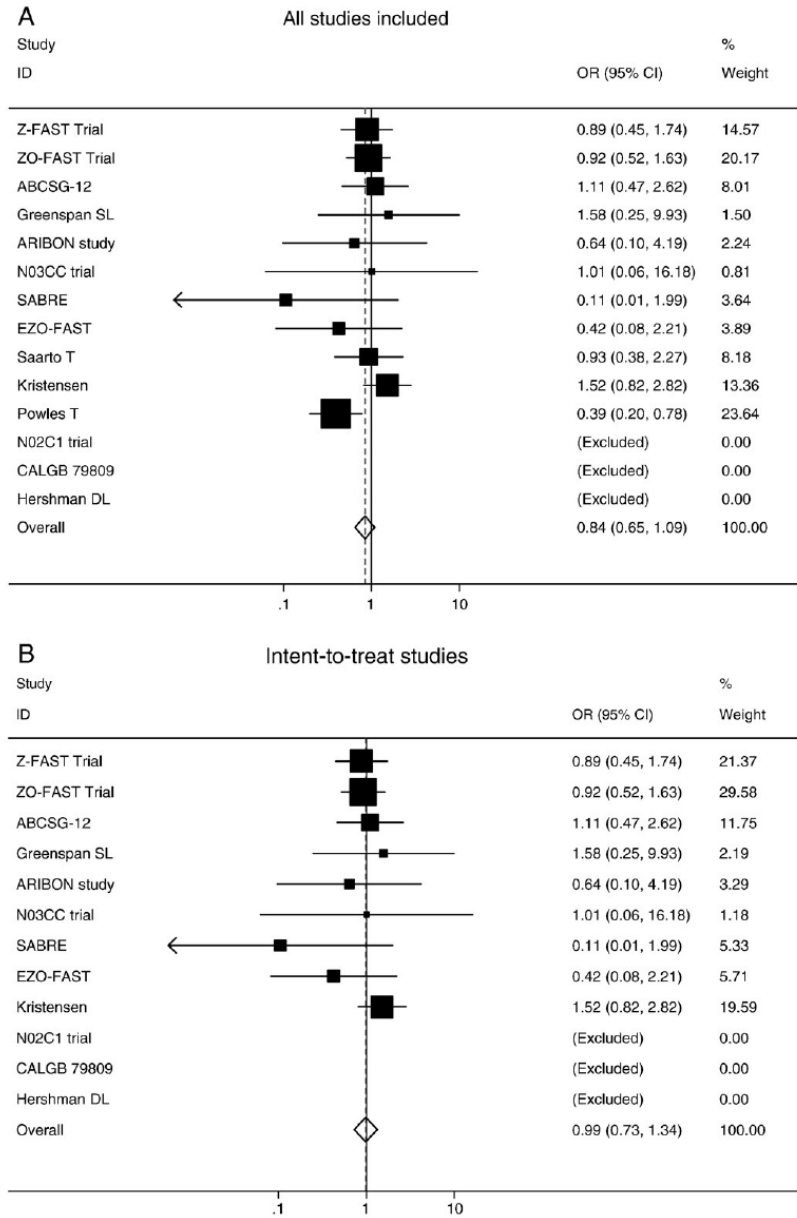 A
All studies included
Study %
ID OR (95% CI) Weight
Z-FAST Trial 0.89 (0.45, 1.74) 14.57
ZO-FAST Trial 0.92 (0.52, 1.63) 20.17
ABCSG-12 1.11 (0.47, 2.62) 8.01
Greenspan SL 1.58 (0.25, 9.93) 1.50
ARIBON study 0.64 (0.10, 4.19) 2.24
N03CC trial 1.01 (0.06, 16.18) 0.81
SABRE 0.11 (0.01, 1.99) 3.64
EZO-FAST 0.42 (0.08, 2.21) 3.89
Saarto T 0.93 (0.38, 2.27) 8.18
Kristensen 1.52 (0.82, 2.82) 13.36
Powles T 0.39 (0.20, 0.78) 23.64
N02C1 trial (Excluded) 0.00
CALGB 79809 (Excluded) 0.00
Hershman DL (Excluded) 0.00
Overall 0.84 (0.65, 1.09) 100.00
.1 1 10
B
Intent-to-treat studies
Study %
ID OR (95% CI) Weight
Z-FAST Trial 0.89 (0.45, 1.74) 21.37
ZO-FAST Trial 0.92 (0.52, 1.63) 29.58
ABCSG-12 1.11 (0.47, 2.62) 11.75
Greenspan SL 1.58 (0.25, 9.93) 2.19
ARIBON study 0.64 (0.10, 4.19) 3.29
N03CC trial 1.01 (0.06, 16.18) 1.18
SABRE 0.11 (0.01, 1.99) 5.33
EZO-FAST 0.42 (0.08, 2.21) 5.71
Kristensen 1.52 (0.82, 2.82) 19.59
N02C1 trial (Excluded) 0.00
CALGB 79809 (Excluded) 0.00
Hershman DL (Excluded) 0.00
Overall 0.99 (0.73, 1.34) 100.00
.1 1 10